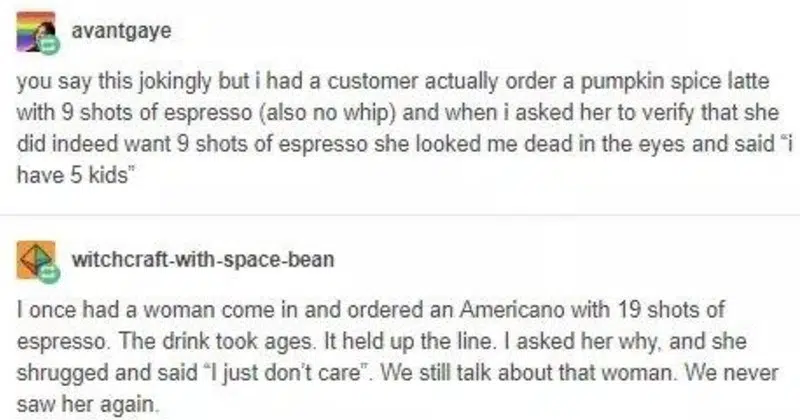 avantgaye
you say this jokingly but i had a customer actually order a pumpkin spice latte
with 9 shots of espresso (also no whip) and when i asked her to verify that she
did indeed want 9 shots of espresso she looked me dead in the eyes and said “i
have 5 kids”
witchcraft-with-space-bean
I once had a woman come in and ordered an Americano with 19 shots of
espresso. The drink took ages. It held up the line. I asked her why, and she
shrugged and said “I just don’t care”. We still talk about that woman. We never
saw her again.